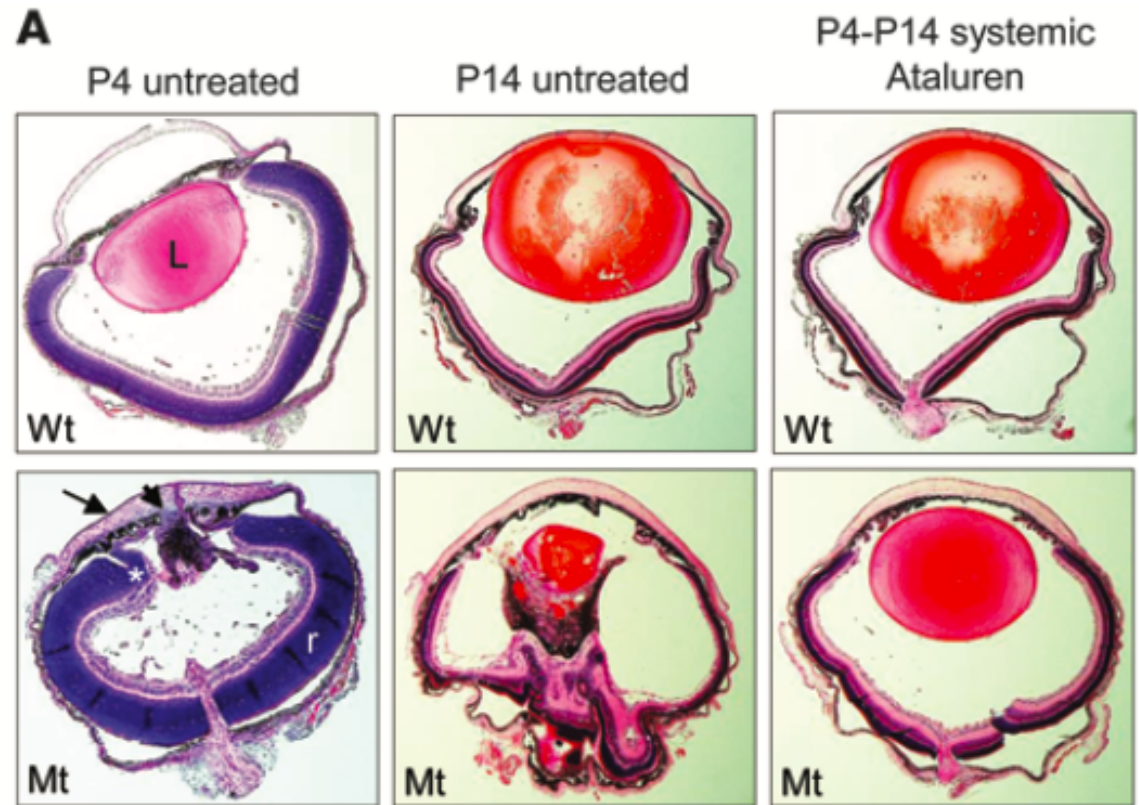 A
P4 untreated
P14 untreated
P4-P14 systemic
Ataluren
L
Wt
Wt
Wt
*
r
Mt
Mt
Mt